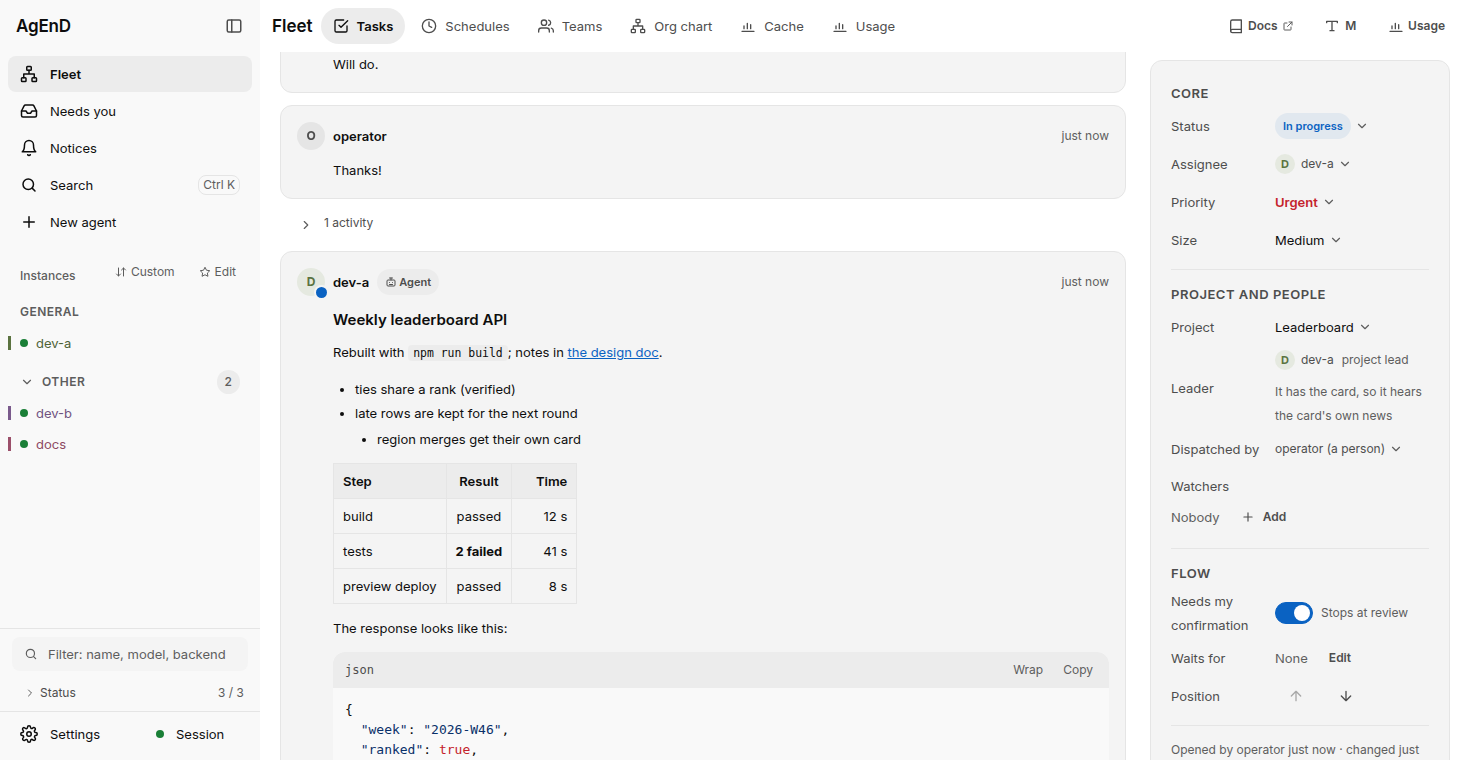 AgEnD
Fleet
Needs you
Notices
Search Ctrl K
New agent
Instances Custom Edit
GENERAL
dev-a
OTHER 2
dev-b
docs
Filter: name, model, backend
Status 3 / 3
Settings Session
Fleet Tasks Schedules Teams Org chart Cache Usage Docs M Usage
Will do.
O operator just now
Thanks!
1 activity
D dev-a Agent just now
Weekly leaderboard API
Rebuilt with npm run build; notes in the design doc.
• ties share a rank (verified)
• late rows are kept for the next round
• region merges get their own card
Step Result Time
build passed 12 s
tests 2 failed 41 s
preview deploy passed 8 s
The response looks like this:
json Wrap Copy
{
"week": "2026-W46",
"ranked": true,
CORE
Status In progress
Assignee D dev-a
Priority Urgent
Size Medium
PROJECT AND PEOPLE
Project Leaderboard
D dev-a project lead
Leader
It has the card, so it hears
the card's own news
Dispatched by operator (a person)
Watchers
Nobody + Add
FLOW
Needs my
confirmation
Stops at review
Waits for None Edit
Position
Opened by operator just now · changed just